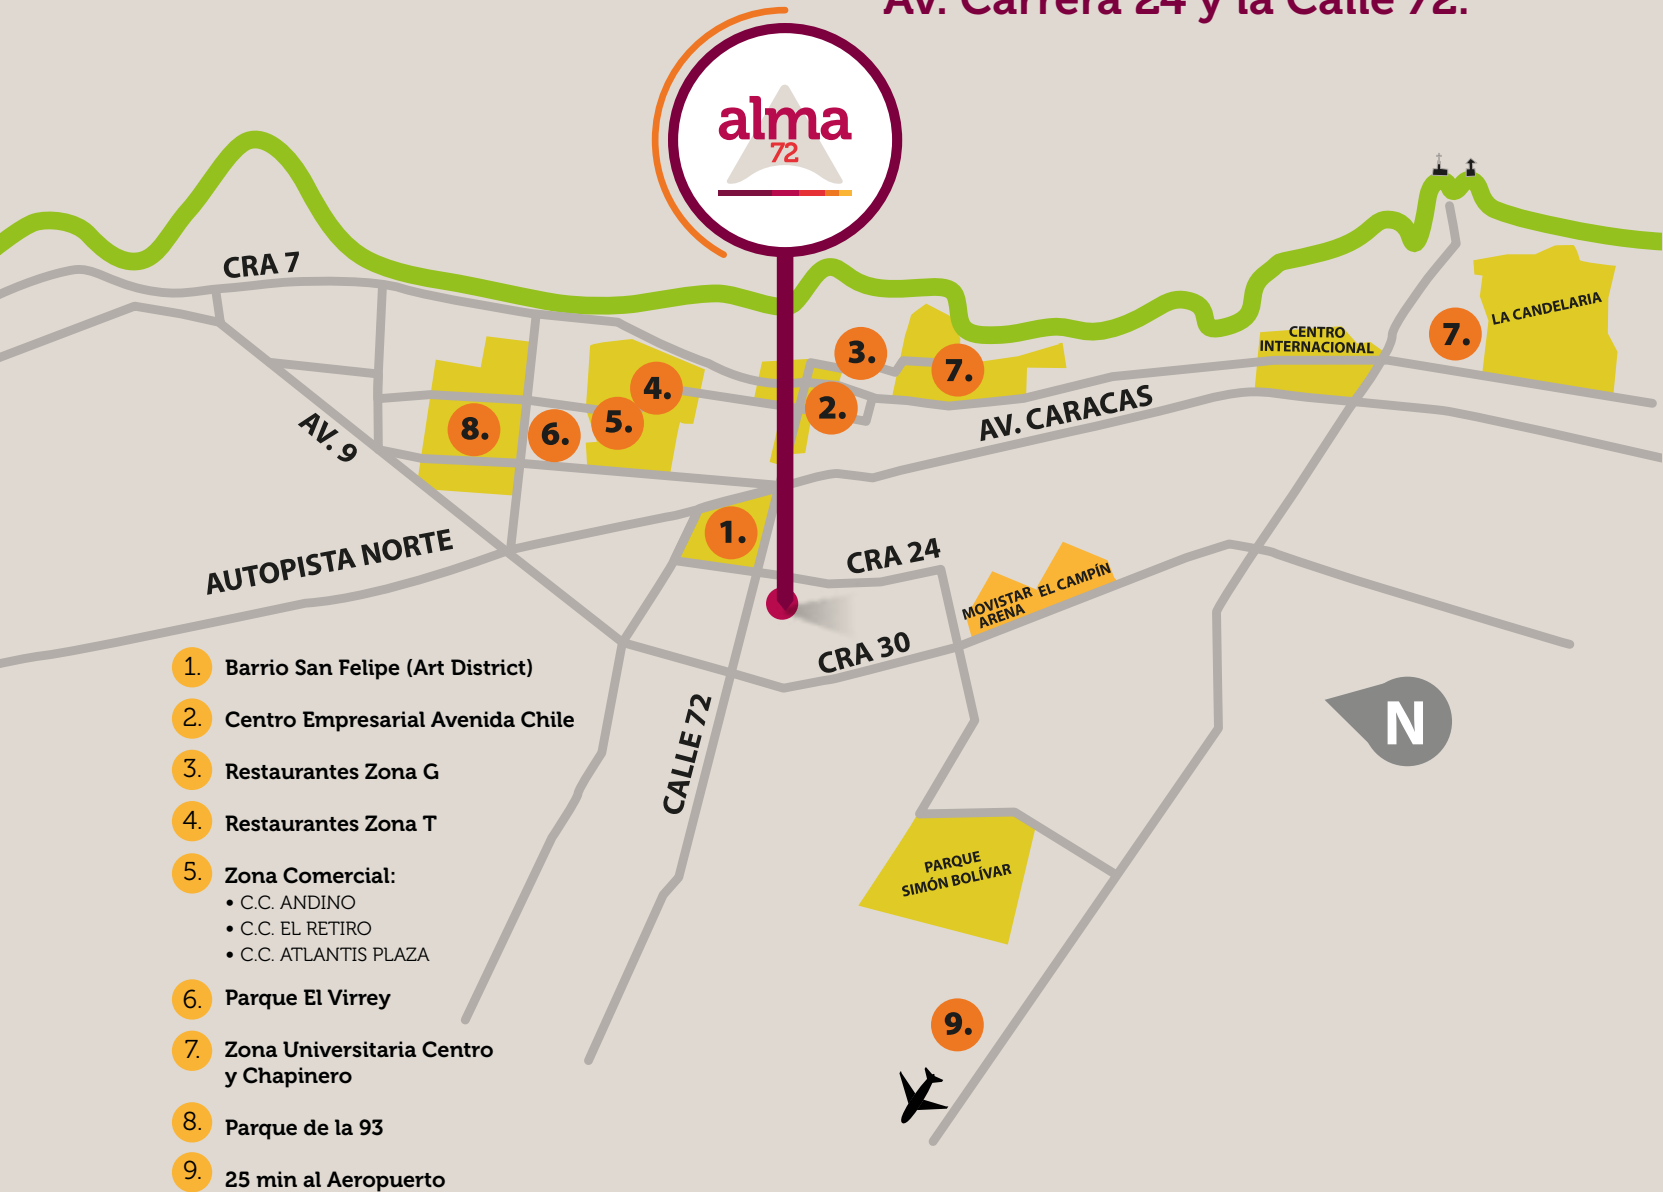 Av. Carrera 24 y la Calle 72.
alma
72
CRA 7
3.
7.
CENTRO
INTERNACIONAL
7.
LA CANDELARIA
4.
2.
5.
6.
8.
AV. CARACAS
AV. 9
1.
AUTOPISTA NORTE
CRA 24
MOVISTAR
ARENA
EL CAMPÍN
CRA 30
CALLE 72
N
PARQUE
SIMÓN BOLÍVAR
9.
1. Barrio San Felipe (Art District)
2. Centro Empresarial Avenida Chile
3. Restaurantes Zona G
4. Restaurantes Zona T
5. Zona Comercial:
• C.C. ANDINO
• C.C. EL RETIRO
• C.C. ATLANTIS PLAZA
6. Parque El Virrey
7. Zona Universitaria Centro
y Chapinero
8. Parque de la 93
9. 25 min al Aeropuerto